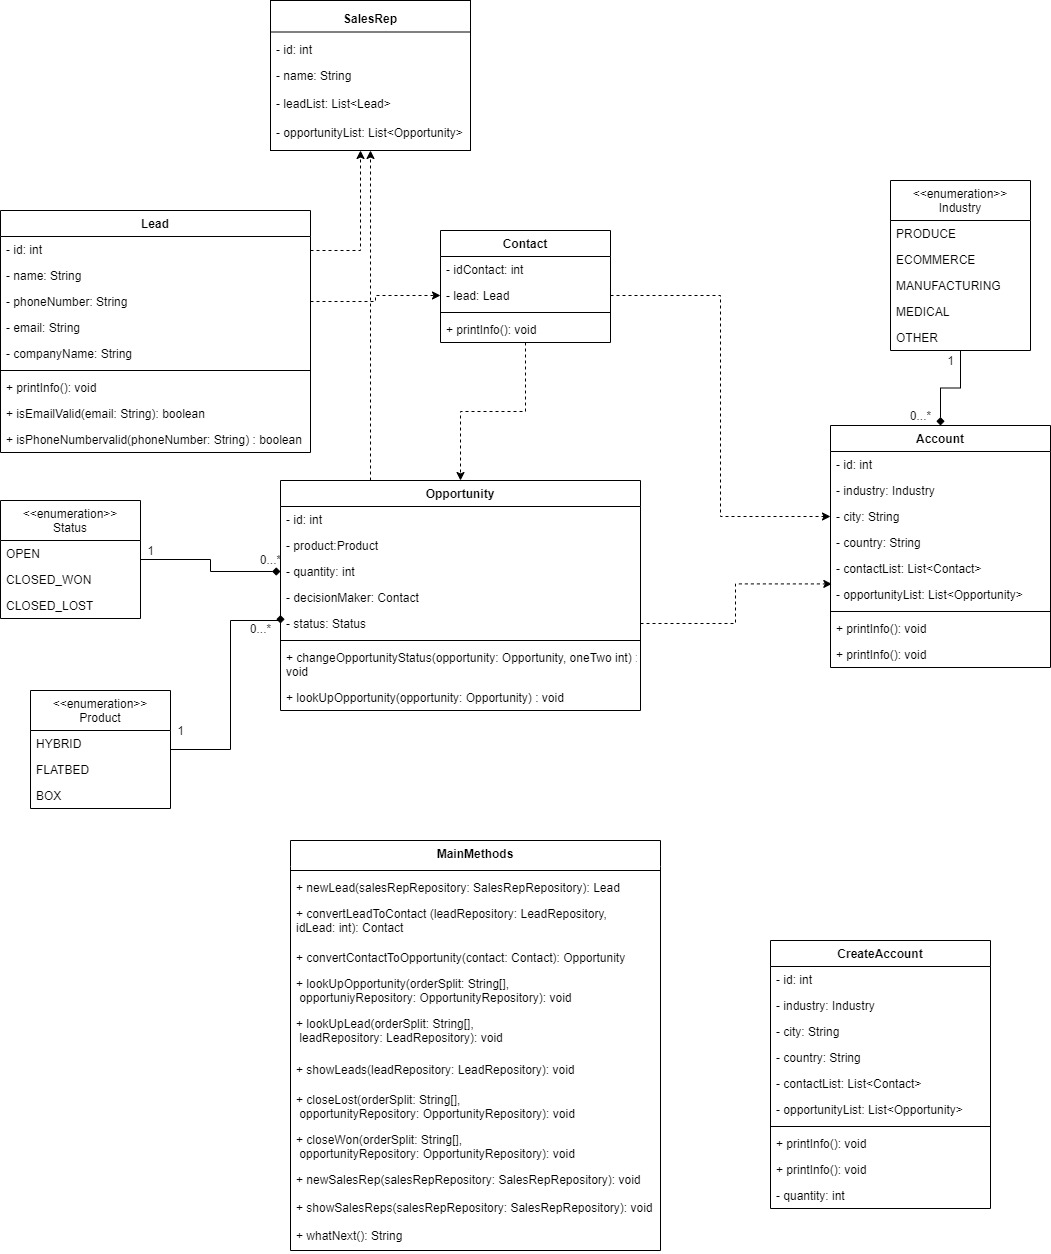 SalesRep
- id: int
- name: String
- leadList: List<Lead>
- opportunityList: List<Opportunity>
Lead
- id: int
- name: String
- phoneNumber: String
- email: String
- companyName: String
+ printInfo(): void
+ isEmailValid(email: String): boolean
+ isPhoneNumbervalid(phoneNumber: String) : boolean
Contact
- idContact: int
- lead: Lead
+ printInfo(): void
<<enumeration>>
Industry
PRODUCE
ECOMMERCE
MANUFACTURING
MEDICAL
OTHER
1
0...*
Account
- id: int
- industry: Industry
- city: String
- country: String
- contactList: List<Contact>
- opportunityList: List<Opportunity>
+ printInfo(): void
+ printInfo(): void
Opportunity
- id: int
- product:Product
- quantity: int
- decisionMaker: Contact
- status: Status
+ changeOpportunityStatus(opportunity: Opportunity, oneTwo int) :
void
+ lookUpOpportunity(opportunity: Opportunity) : void
<<enumeration>>
Status
OPEN
CLOSED_WON
CLOSED_LOST
1
0...*
0...*
<<enumeration>>
Product
HYBRID
FLATBED
BOX
1
MainMethods
+ newLead(salesRepRepository: SalesRepRepository): Lead
+ convertLeadToContact (leadRepository: LeadRepository,
idLead: int): Contact
+ convertContactToOpportunity(contact: Contact): Opportunity
+ lookUpOpportunity(orderSplit: String[],
opportuniyRepository: OpportunityRepository): void
+ lookUpLead(orderSplit: String[],
leadRepository: LeadRepository): void
+ showLeads(leadRepository: LeadRepository): void
+ closeLost(orderSplit: String[],
opportunityRepository: OpportunityRepository): void
+ closeWon(orderSplit: String[],
opportunityRepository: OpportunityRepository): void
+ newSalesRep(salesRepRepository: SalesRepRepository): void
+ showSalesReps(salesRepRepository: SalesRepRepository): void
+ whatNext(): String
CreateAccount
- id: int
- industry: Industry
- city: String
- country: String
- contactList: List<Contact>
- opportunityList: List<Opportunity>
+ printInfo(): void
+ printInfo(): void
- quantity: int